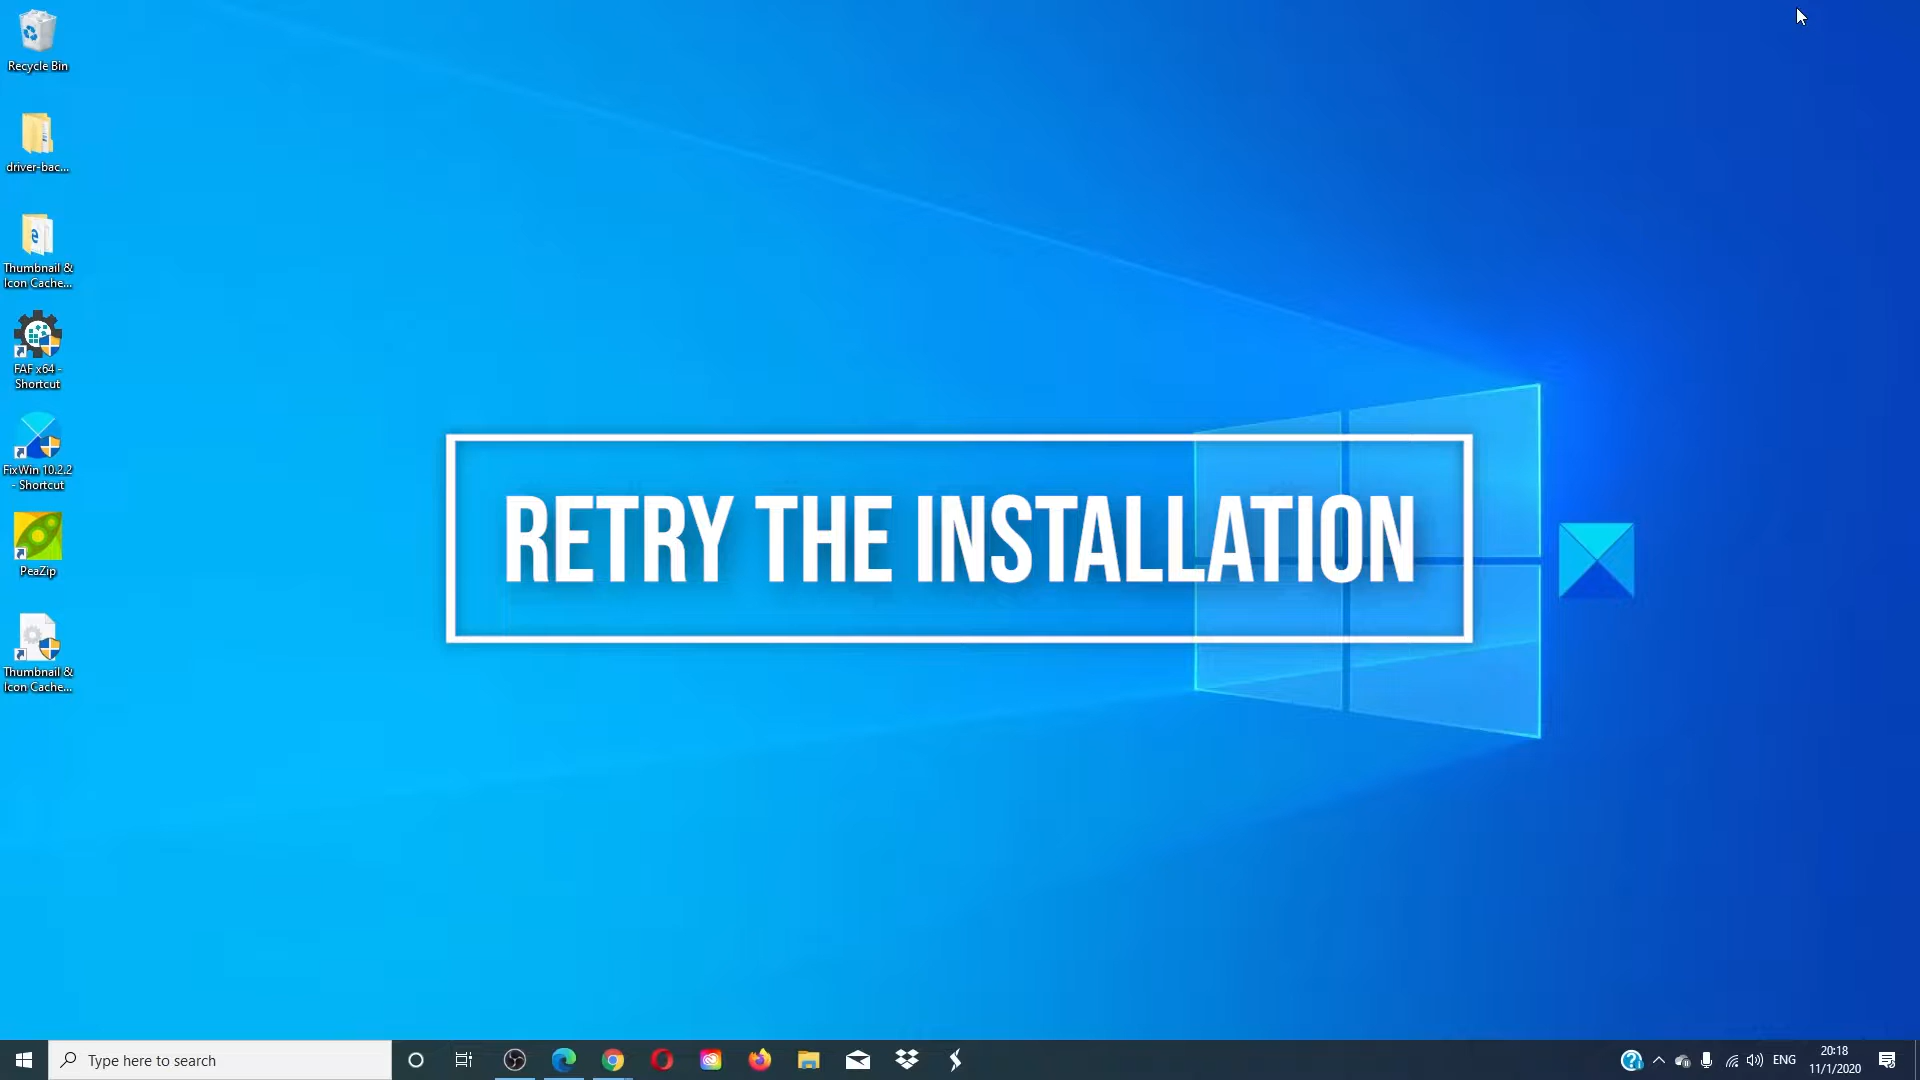 Recycle Bin
driver-bac...
Thumbnail &
Icon Cache...
FAF x64 -
Shortcut
FixWin 10.2.2
- Shortcut
PeaZip
Thumbnail &
Icon Cache...
RETRY THE INSTALLATION
Type here to search
ENG
20:18
11/1/2020